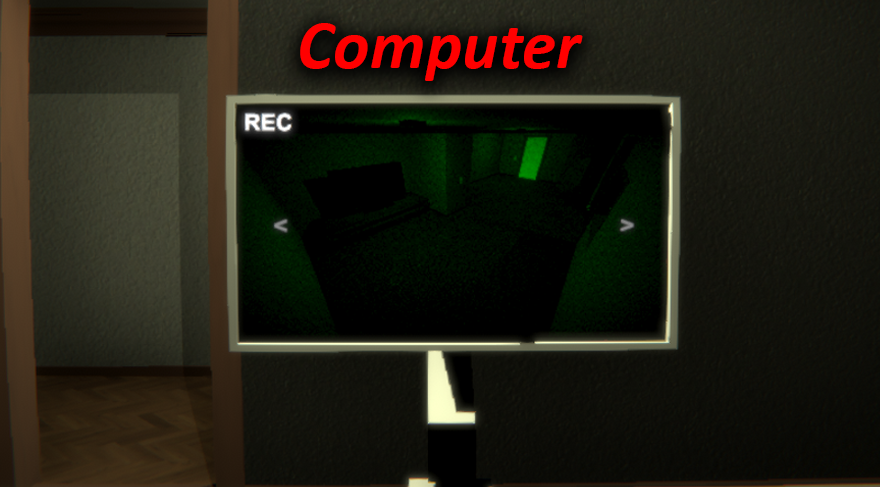 Computer
REC
< >